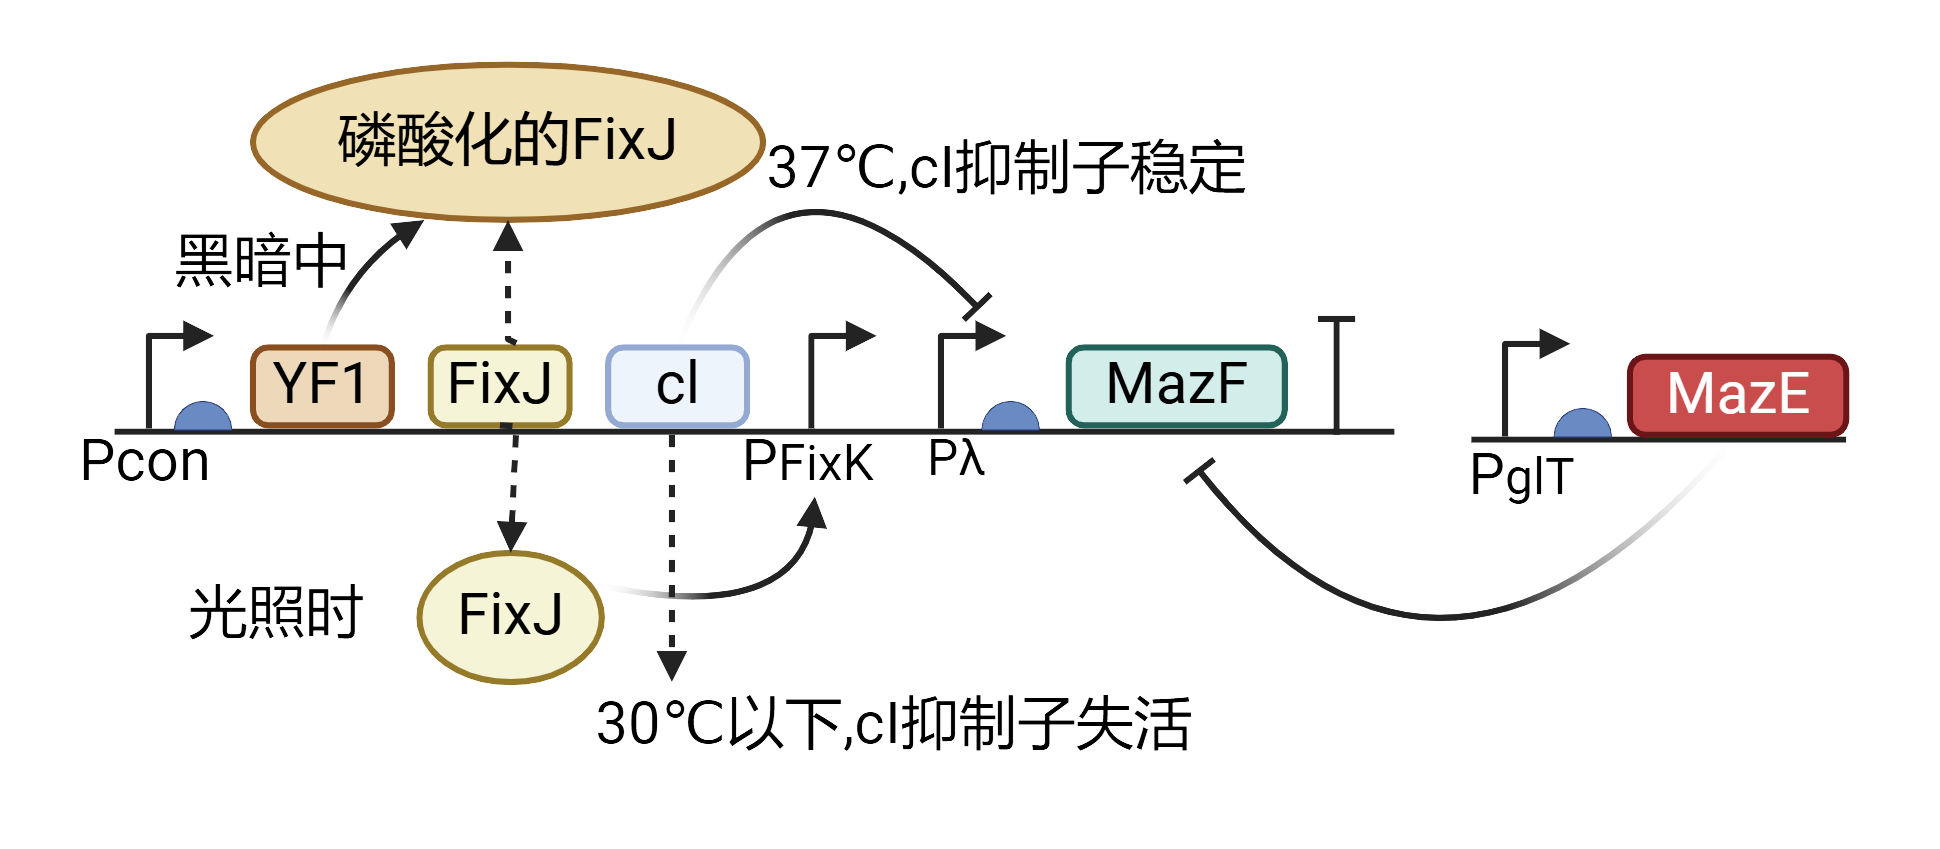 磷酸化的FixJ
37℃,cI抑制子稳定
黑暗中
YF1
FixJ
cl
MazF
MazE
Pcon
PFixK
Pλ
PglT
光照时
FixJ
30℃以下,cI抑制子失活